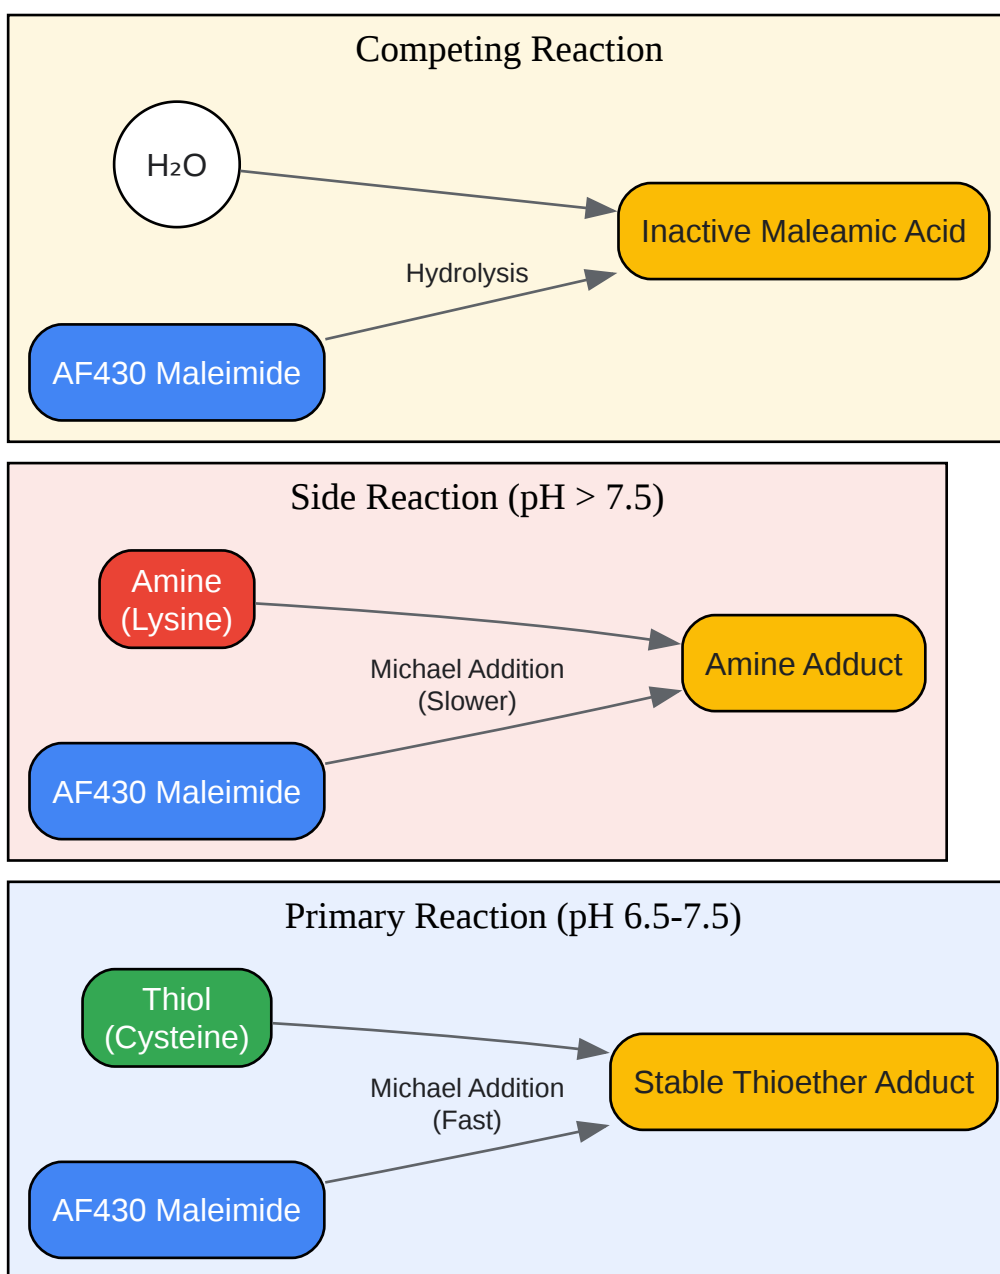 Competing Reaction
H₂O
Inactive Maleamic Acid
Hydrolysis
AF430 Maleimide
Side Reaction (pH > 7.5)
Amine
(Lysine)
Michael Addition
(Slower)
Amine Adduct
AF430 Maleimide
Primary Reaction (pH 6.5-7.5)
Thiol
(Cysteine)
Michael Addition
(Fast)
Stable Thioether Adduct
AF430 Maleimide